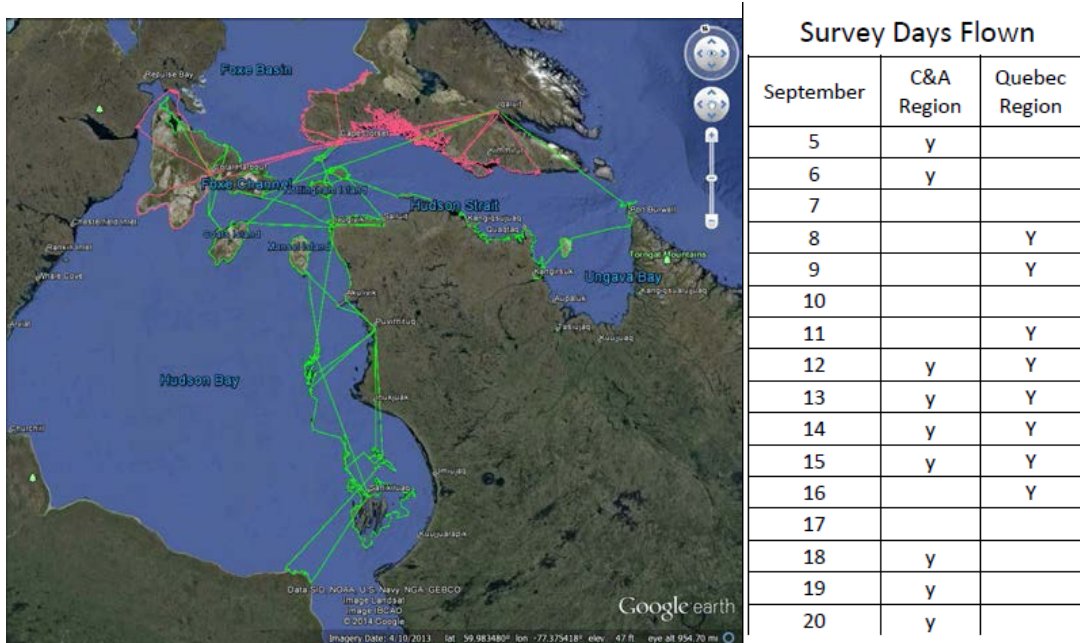 Foxe Basin
Repulse Bay
Iqaluit
Cape Dorset
Kimmirut
Coral Harbour
Foxe Channel
Nottingham Island
Hudson Strait
Port Burwell
Chesterfield Inlet
Salluit
Kangiqsujuaq
Quaqtaq
Coats Island
Mansel Island
Rankin Inlet
Torngat Mountains
Whale Cove
Kangirsuk
Ungava Bay
Kangiqsualujjuaq
Akulivik
Aupaluk
Arviat
Puvirnituq
Tasiujaq
Kuujjuaq
Hudson Bay
Inukjuak
Churchill
Umiujaq
Sanikiluaq
Kuujjuarapik
Data SIO, NOAA, U.S. Navy, NGA, GEBCO
Image Landsat
Image IBCAO
© 2014 Google
Google earth
Imagery Date: 4/10/2013 lat 59.983480° lon -77.375418° elev 47 ft eye alt 954.70 mi
Survey Days Flown
September C&A Region Quebec Region
5 y
6 y
7
8 Y
9 Y
10
11 Y
12 y Y
13 y Y
14 y Y
15 y Y
16 Y
17
18 y
19 y
20 y